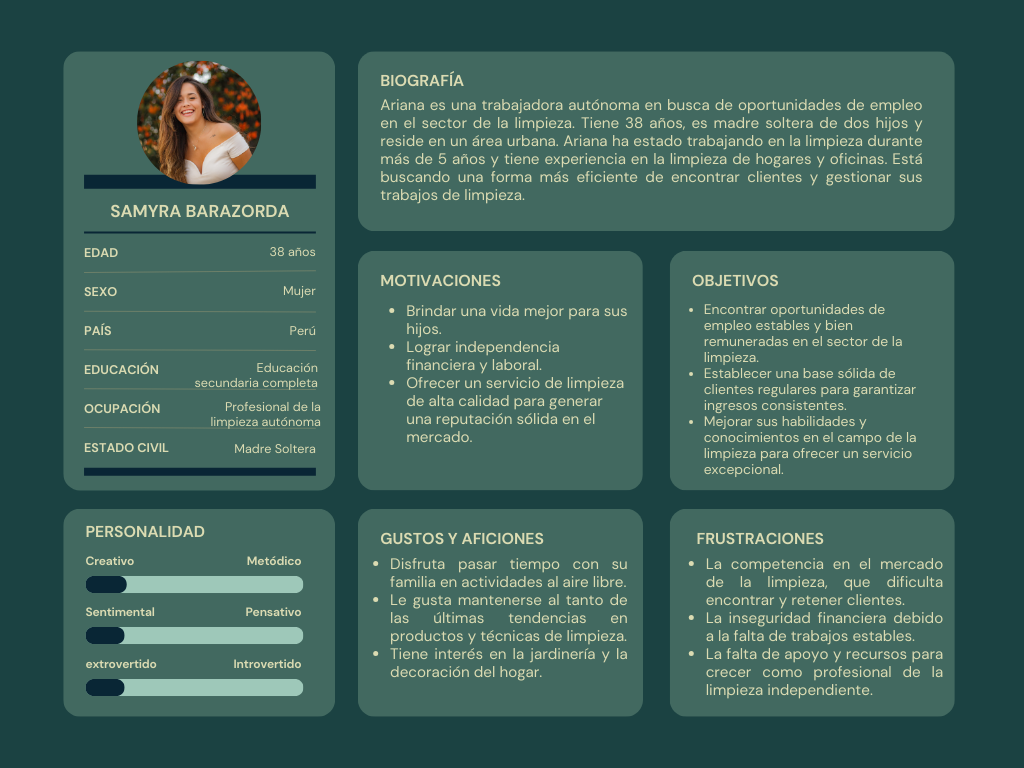 SAMYRA BARAZORDA
EDAD 38 años
SEXO Mujer
PAÍS Perú
EDUCACIÓN Educación
secundaria completa
OCUPACIÓN Profesional de la
limpieza autónoma
ESTADO CIVIL Madre Soltera
BIOGRAFÍA
Ariana es una trabajadora autónoma en busca de oportunidades de empleo
en el sector de la limpieza. Tiene 38 años, es madre soltera de dos hijos y
reside en un área urbana. Ariana ha estado trabajando en la limpieza durante
más de 5 años y tiene experiencia en la limpieza de hogares y oficinas. Está
buscando una forma más eficiente de encontrar clientes y gestionar sus
trabajos de limpieza.
MOTIVACIONES
• Brindar una vida mejor para sus
hijos.
• Lograr independencia
financiera y laboral.
• Ofrecer un servicio de limpieza
de alta calidad para generar
una reputación sólida en el
mercado.
OBJETIVOS
• Encontrar oportunidades de
empleo estables y bien
remuneradas en el sector de la
limpieza.
• Establecer una base sólida de
clientes regulares para garantizar
ingresos consistentes.
• Mejorar sus habilidades y
conocimientos en el campo de la
limpieza para ofrecer un servicio
excepcional.
PERSONALIDAD
Creativo Metódico
Sentimental Pensativo
extrovertido Introvertido
GUSTOS Y AFICIONES
• Disfruta pasar tiempo con su
familia en actividades al aire libre.
• Le gusta mantenerse al tanto de
las últimas tendencias en
productos y técnicas de limpieza.
• Tiene interés en la jardinería y la
decoración del hogar.
FRUSTRACIONES
• La competencia en el mercado
de la limpieza, que dificulta
encontrar y retener clientes.
• La inseguridad financiera debido
a la falta de trabajos estables.
• La falta de apoyo y recursos para
crecer como profesional de la
limpieza independiente.